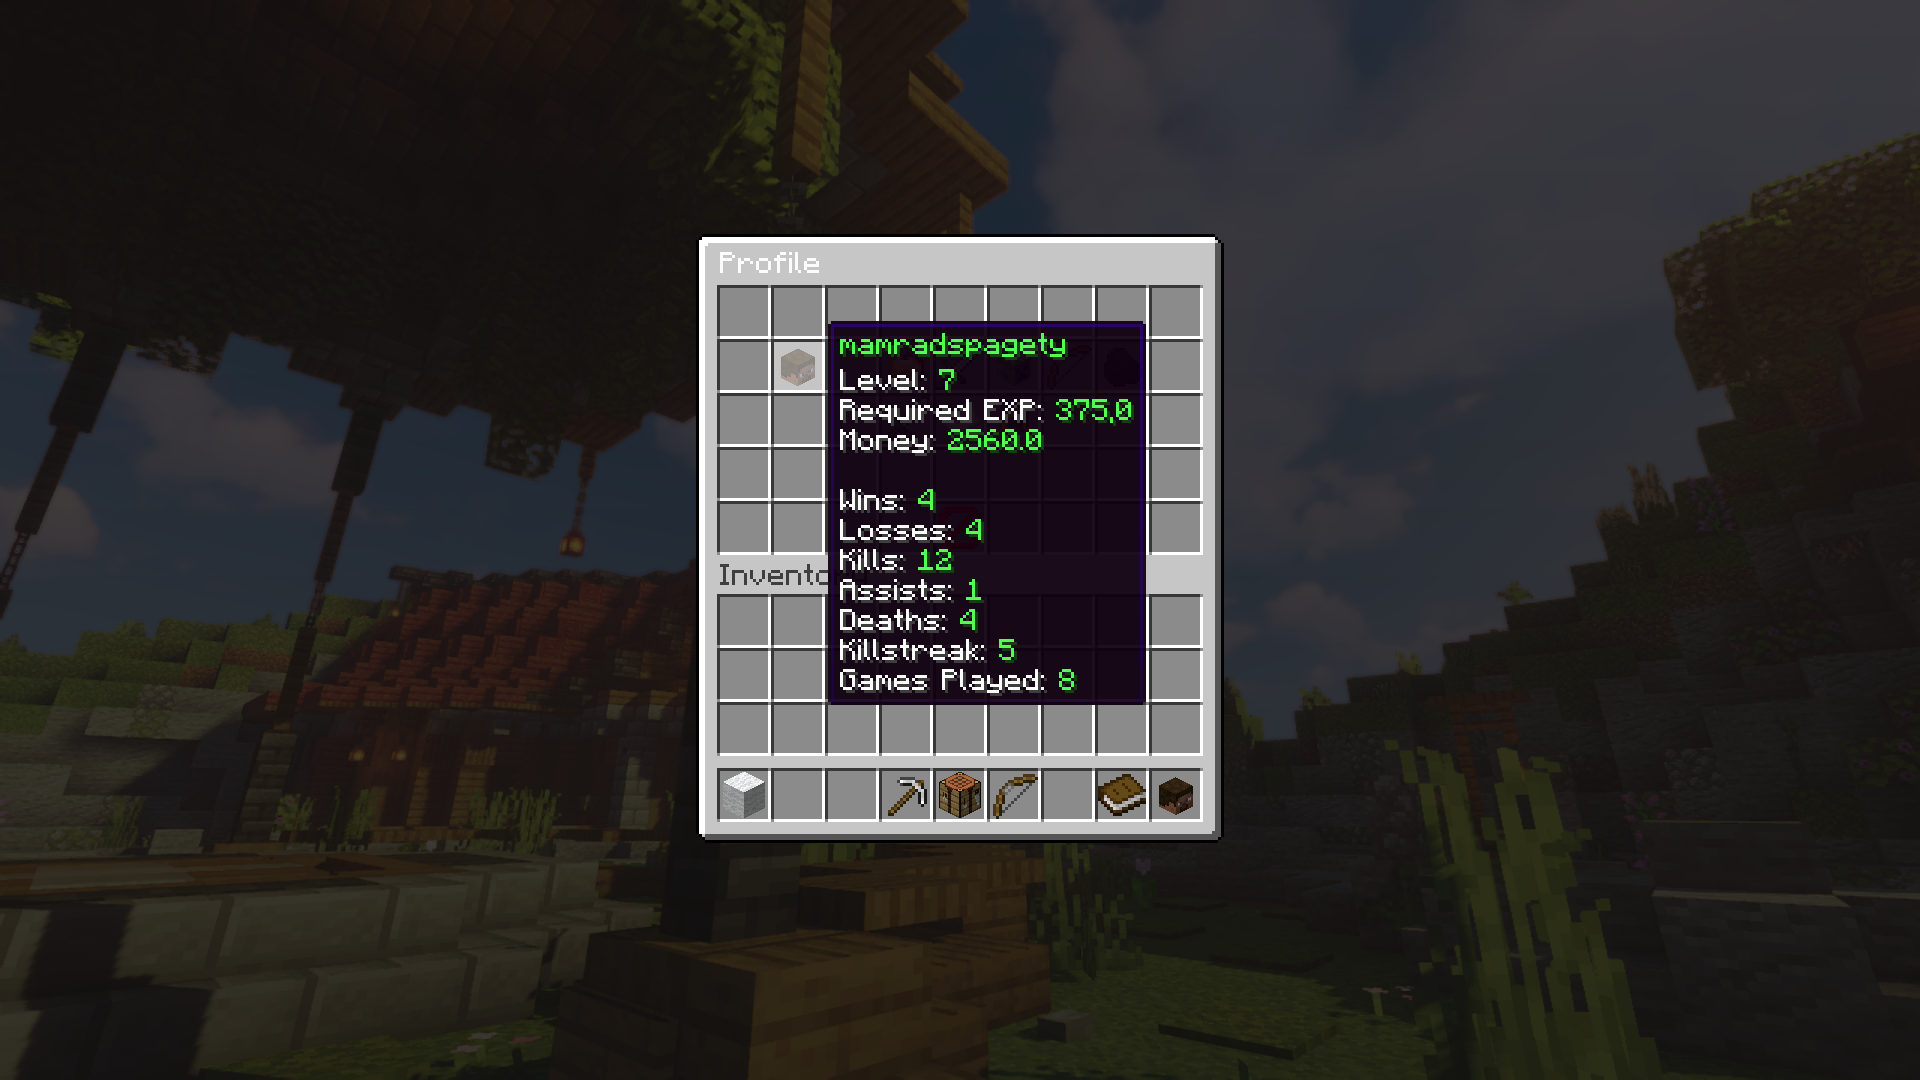 Profile
mamradspagety
Level: 7
Required EXP: 375,0
Money: 2560.0
Wins: 4
Losses: 4
Kills: 12
Assists: 1
Deaths: 4
Killstreak: 5
Games Played: 8